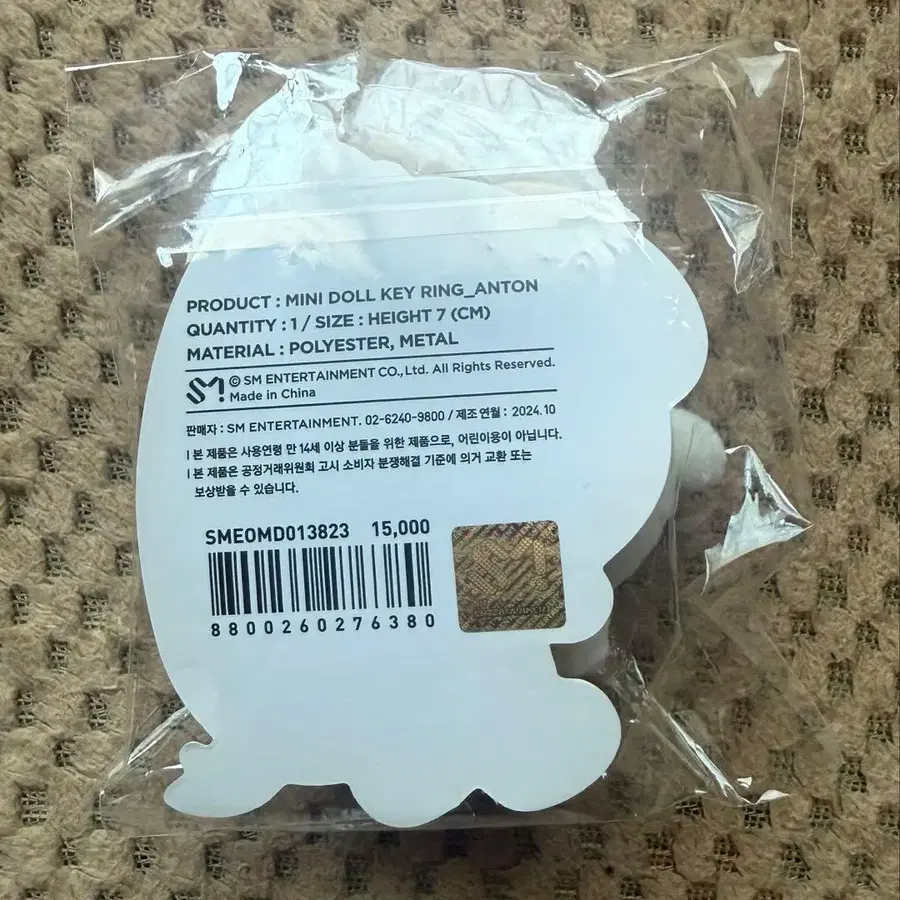 PRODUCT : MINI DOLL KEY RING_ANTON
QUANTITY : 1 / SIZE : HEIGHT 7 (CM)
MATERIAL : POLYESTER, METAL
SM! © SM ENTERTAINMENT CO., Ltd. All Rights Reserved.
Made in China
판매자 : SM ENTERTAINMENT. 02-6240-9800 / 제조 연월 : 2024.10
| 본 제품은 사용연령 만 14세 이상 분들을 위한 제품으로, 어린이용이 아닙니다.
| 본 제품은 공정거래위원회 고시 소비자 분쟁해결 기준에 의거 교환 또는
보상받을 수 있습니다.
SMEOMD013823 15,000
8800260276380